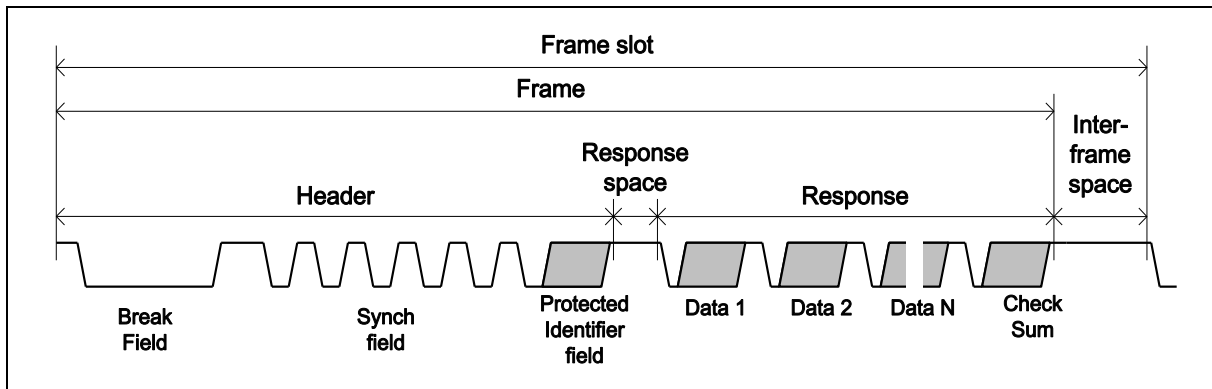 Frame slot
Frame
Inter-
frame
space
Response
space
Header
Response
Break
Field
Synch
field
Protected
Identifier
field
Data 1
Data 2
Data N
Check
Sum